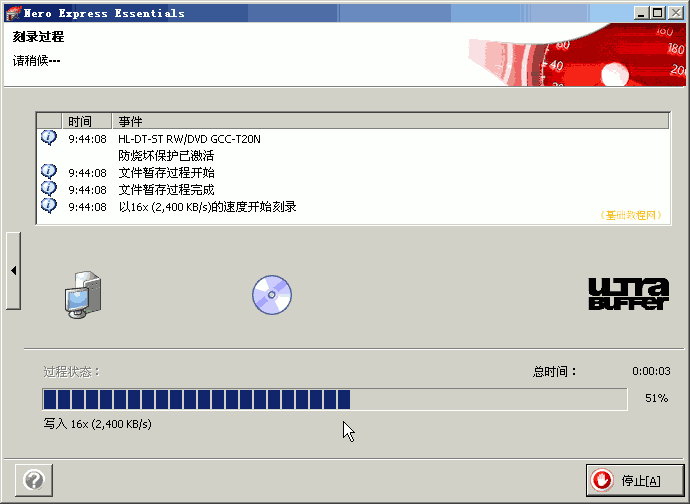 Nero Express Essentials
刻录过程
请稍候---
时间 事件
9:44:08 HL-DT-ST RW/DVD GCC-T20N
防烧坏保护已激活
9:44:08 文件暂存过程开始
9:44:08 文件暂存过程完成
9:44:08 以16x (2,400 KB/s)的速度开始刻录
(基础教程网)
ULTRA
BUFFER
过程状态： 总时间： 0:00:03
51%
写入 16x (2,400 KB/s)
停止[A]